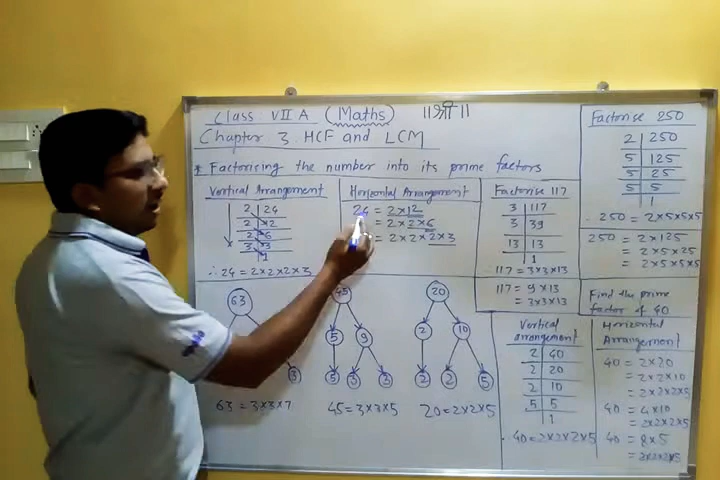 Class VII A (Maths) ||श्री||
Chapter 3. HCF and LCM
* Factorising the number into its prime factors
Vertical Arrangement
2 | 24
2 | 12
2 | 6
3 | 3
1
∴ 24 = 2×2×2×3
Horizontal Arrangement
24 = 2×12
= 2×2×6
= 2×2×2×3
Factorise 117
3 | 117
3 | 39
13 | 13
1
117 = 3×3×13
117 = 9×13
= 3×3×13
Factorise 250
2 | 250
5 | 125
5 | 25
5 | 5
1
∴ 250 = 2×5×5×5
250 = 2×125
= 2×5×25
= 2×5×5×5
63
3
63 = 3×3×7
45
5 9
5 3 3
45 = 3×3×5
20
2 10
2 2 5
20 = 2×2×5
Find the prime
factor of 40
Vertical
arrangement
2 | 40
2 | 20
2 | 10
5 | 5
1
∴ 40 = 2×2×2×5
Horizontal
Arrangement
40 = 2×20
= 2×2×10
= 2×2×2×5
40 = 4×10
= 2×2×2×5
40 = 8×5
= 2×2×2×5